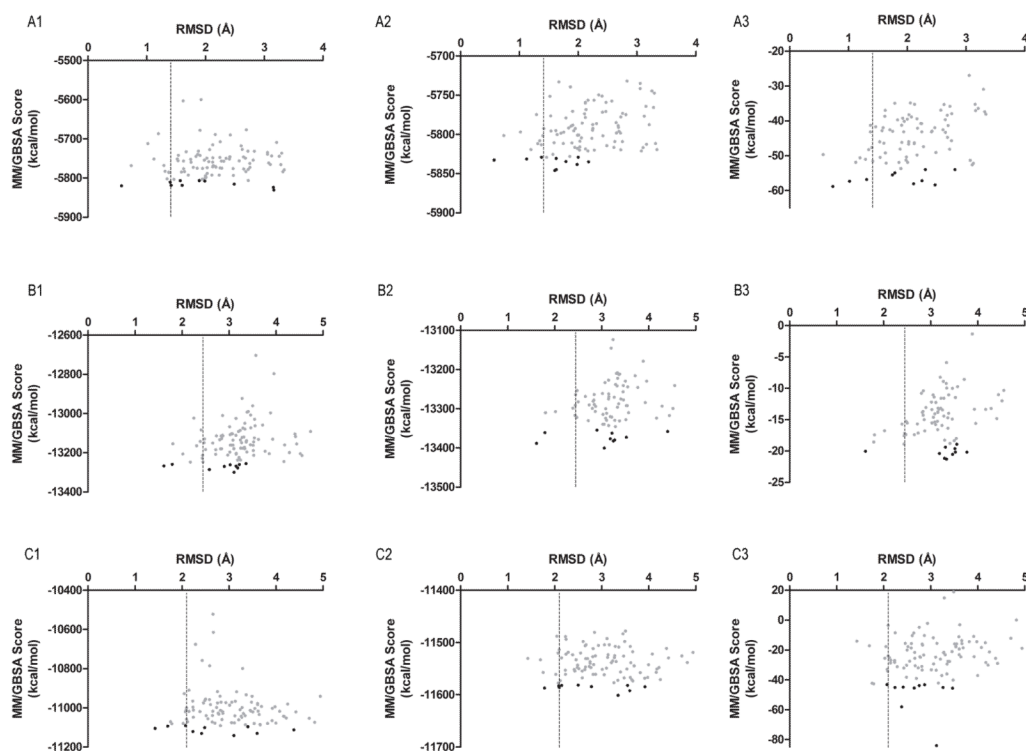 A1
RMSD (Å)
0 1 2 3 4
-5500
-5600
-5700
-5800
-5900
MM/GBSA Score
(kcal/mol)
A2
RMSD (Å)
0 1 2 3 4
-5700
-5750
-5800
-5850
-5900
MM/GBSA Score
(kcal/mol)
A3
RMSD (Å)
0 1 2 3 4
-20
-30
-40
-50
-60
MM/GBSA Score
(kcal/mol)
B1
RMSD (Å)
0 1 2 3 4 5
-12600
-12800
-13000
-13200
-13400
MM/GBSA Score
(kcal/mol)
B2
RMSD (Å)
0 1 2 3 4 5
-13100
-13200
-13300
-13400
-13500
MM/GBSA Score
(kcal/mol)
B3
RMSD (Å)
0 1 2 3 4 5
0
-5
-10
-15
-20
-25
MM/GBSA Score
(kcal/mol)
C1
RMSD (Å)
0 1 2 3 4 5
-10400
-10600
-10800
-11000
-11200
MM/GBSA Score
(kcal/mol)
C2
RMSD (Å)
0 1 2 3 4 5
-11400
-11500
-11600
-11700
MM/GBSA Score
(kcal/mol)
C3
RMSD (Å)
0 1 2 3 4 5
20
0
-20
-40
-60
-80
MM/GBSA Score
(kcal/mol)